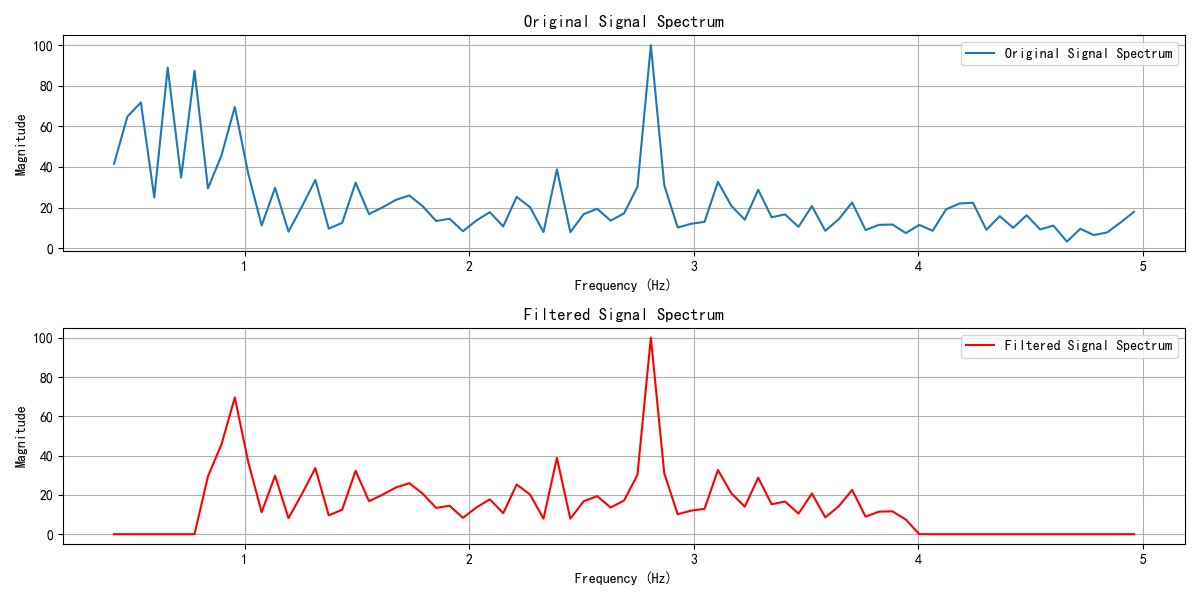 Original Signal Spectrum
Original Signal Spectrum
Magnitude
100
80
60
40
20
0
1 2 3 4 5
Frequency (Hz)
Filtered Signal Spectrum
Filtered Signal Spectrum
Magnitude
100
80
60
40
20
0
1 2 3 4 5
Frequency (Hz)